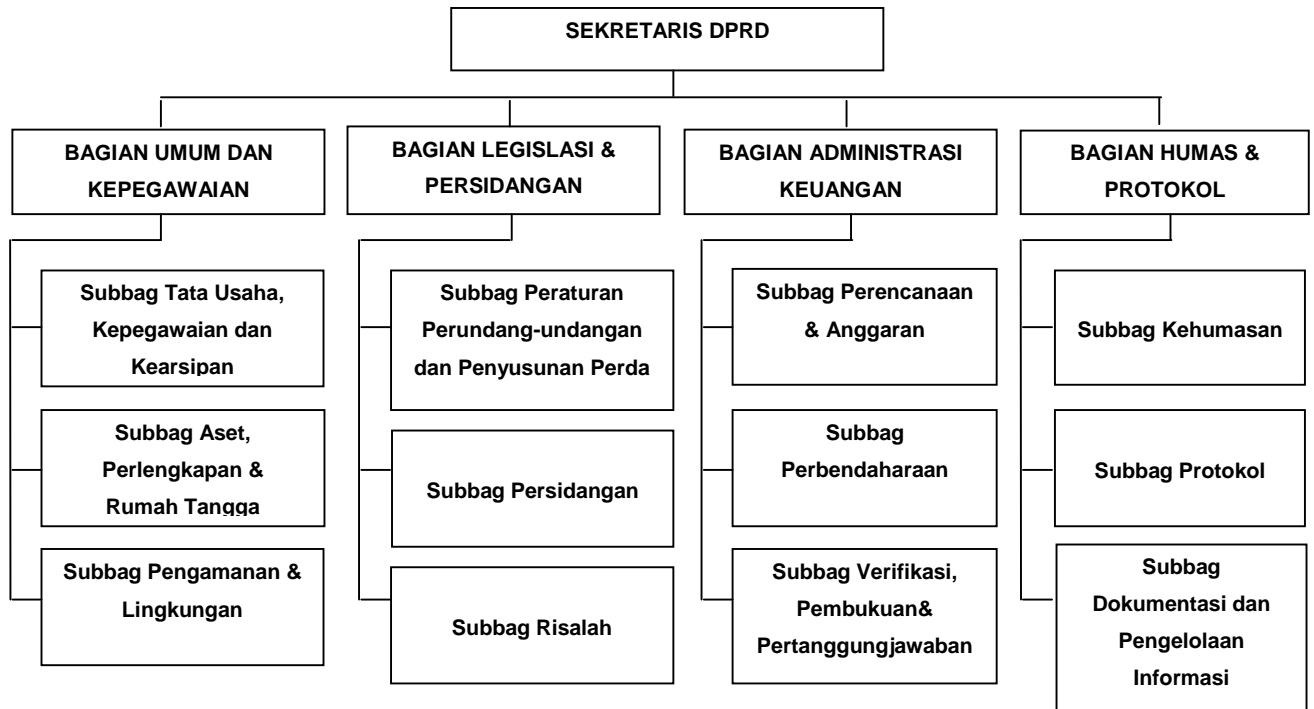 SEKRETARIS DPRD
BAGIAN UMUM DAN
KEPEGAWAIAN
BAGIAN LEGISLASI &
PERSIDANGAN
BAGIAN ADMINISTRASI
KEUANGAN
BAGIAN HUMAS &
PROTOKOL
Subbag Tata Usaha,
Kepegawaian dan
Kearsipan
Subbag Peraturan
Perundang-undangan
dan Penyusunan Perda
Subbag Perencanaan
& Anggaran
Subbag Kehumasan
Subbag Aset,
Perlengkapan &
Rumah Tangga
Subbag Persidangan
Subbag
Perbendaharaan
Subbag Protokol
Subbag Pengamanan &
Lingkungan
Subbag Risalah
Subbag Verifikasi,
Pembukuan&
Pertanggungjawaban
Subbag
Dokumentasi dan
Pengelolaan
Informasi